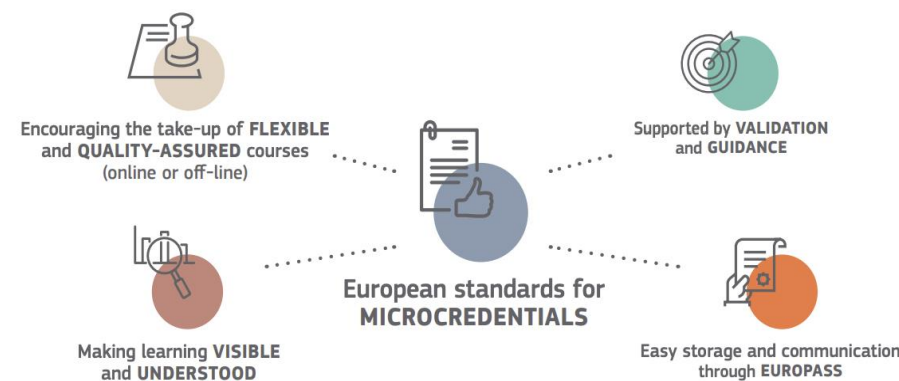 Encouraging the take-up of FLEXIBLE
and QUALITY-ASSURED courses
(online or off-line)
Supported by VALIDATION
and GUIDANCE
European standards for
MICROCREDENTIALS
Making learning VISIBLE
and UNDERSTOOD
Easy storage and communication
through EUROPASS